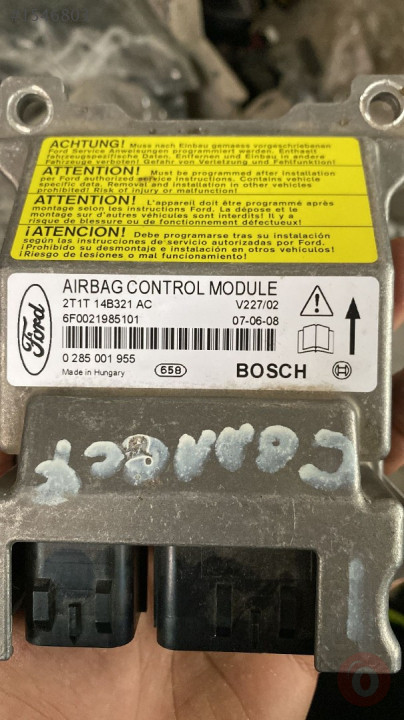 ACHTUNG! Muss nach Einbau gemaess vorgeschriebenen
Ford Service Anweisungen programmiert werden. Enthaelt
fahrzeugspezifische Daten. Entfernen und Einbau in andere
Fahrzeuge verboten! Gefahr von Verletzung und Fehlfunktion!
ATTENTION! Must be programmed after installation
per Ford authorized service instructions. Contains vehicle
specific data. Removal and installation in other vehicles
prohibited! Risk of injury or malfunction!
ATTENTION! L'appareil doit être programmé après
montage selon les instructions Ford. La dépose et le
montage sur d'autres véhicules sont interdits! Il y a
risque de blessure ou de fonctionnement défectueux!
¡ATENCION! Debe programarse tras su instalación
según las instrucciones de servicio autorizadas por Ford.
¡Prohibido su desmontaje e instalación en otros vehículos!
¡Riesgo de lesiones o mal funcionamiento!
Ford
AIRBAG CONTROL MODULE
2T1T 14B321 AC V227/02
6F0021985101 07-06-08
0 285 001 955
Made in Hungary 658 BOSCH
Connect